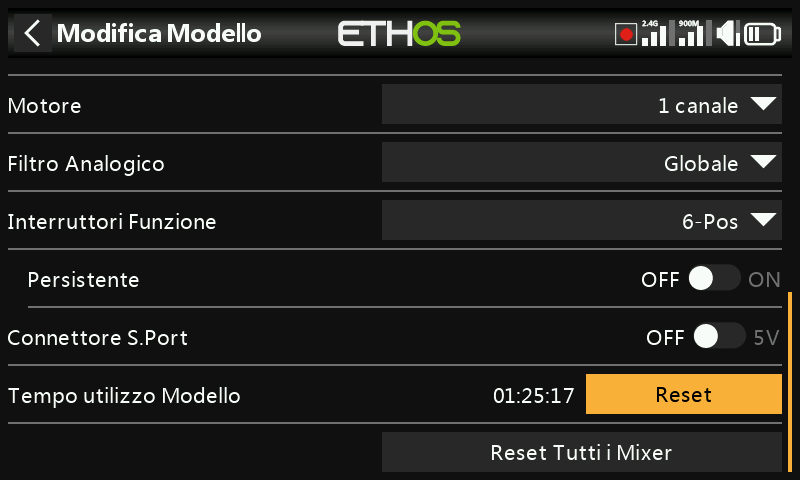 Modifica Modello ETHOS 2.4G 900M
Motore 1 canale
Filtro Analogico Globale
Interruttori Funzione 6-Pos
Persistente OFF ON
Connettore S.Port OFF 5V
Tempo utilizzo Modello 01:25:17 Reset
Reset Tutti i Mixer